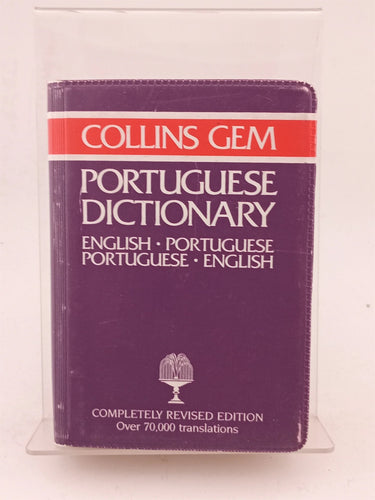 COLLINS GEM
PORTUGUESE
DICTIONARY
ENGLISH · PORTUGUESE
PORTUGUESE · ENGLISH
COMPLETELY REVISED EDITION
Over 70,000 translations